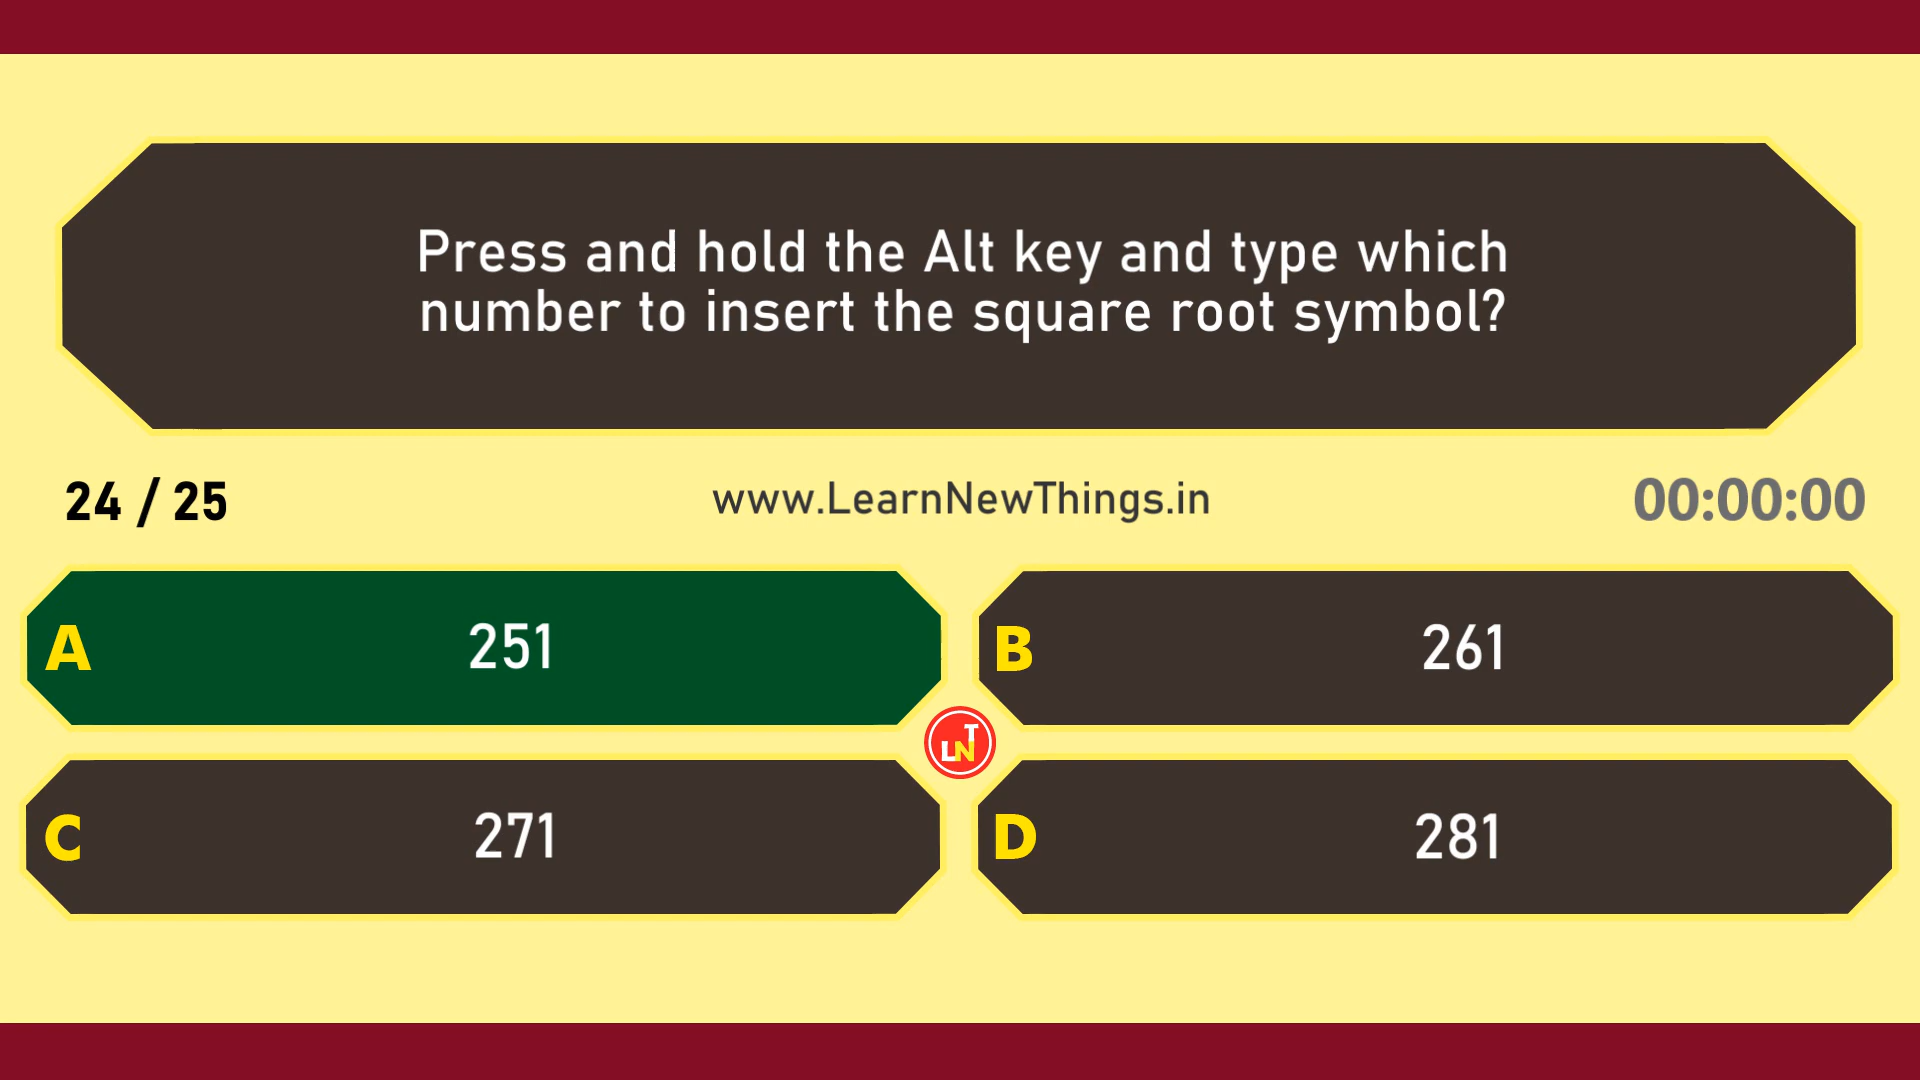 Press and hold the Alt key and type which
number to insert the square root symbol?
24 / 25
www.LearnNewThings.in
00:00:00
A 251
B 261
LNT
C 271
D 281